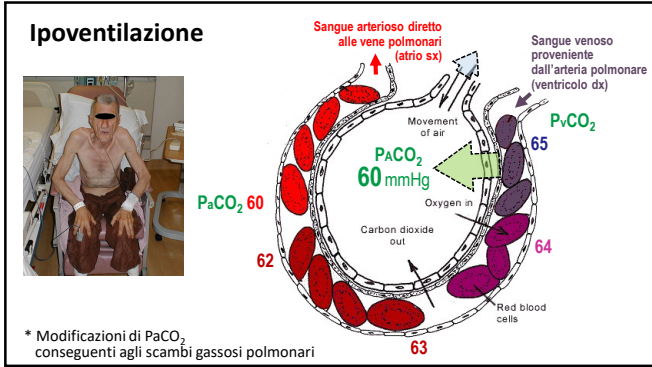 Ipoventilazione
Sangue arterioso diretto
alle vene polmonari
(atrio sx)
Sangue venoso
proveniente
dall'arteria polmonare
(ventricolo dx)
Movement
of air
PvCO₂
65
PACO₂
60 mmHg
PaCO₂ 60
Oxygen in
Carbon dioxide
out
62
64
Red blood
cells
63
* Modificazioni di PaCO₂
conseguenti agli scambi gassosi polmonari